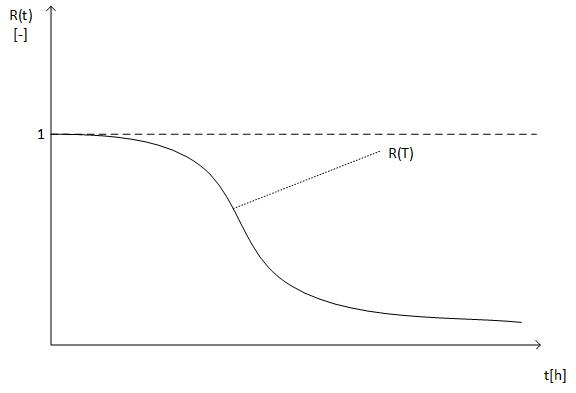 R(t)
[-]
1
R(T)
t[h]